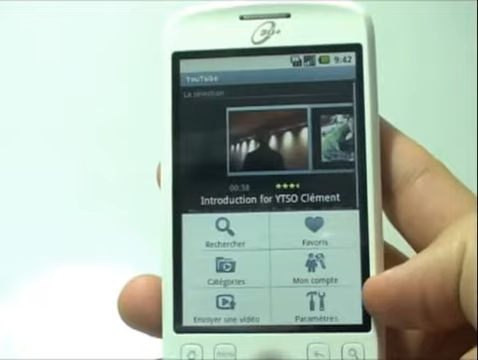 9:42
YouTube
La sélection
00:58
Introduction for YTSO Clément
Rechercher
Favoris
Catégories
Mon compte
Envoyer une vidéo
Paramètres